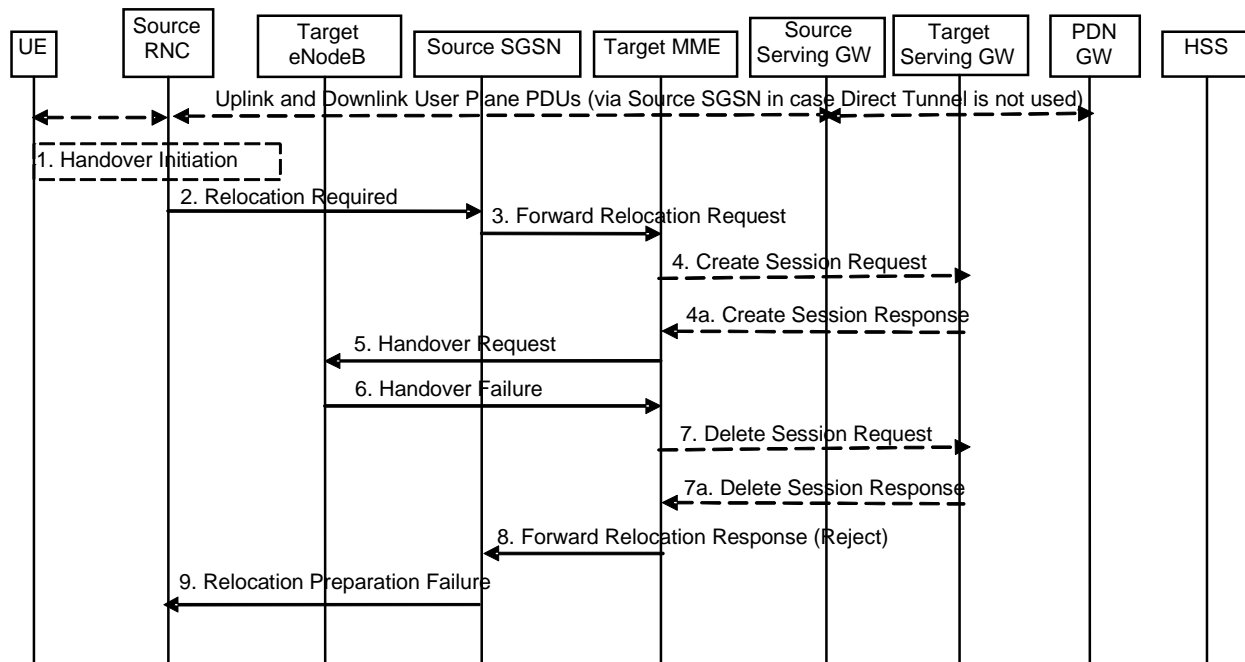 UE
Source
RNC
Target
eNodeB
Source SGSN
Target MME
Source
Serving GW
Target
Serving GW
PDN
GW
HSS
Uplink and Downlink User Plane PDUs (via Source SGSN in case Direct Tunnel is not used)
1. Handover Initiation
2. Relocation Required
3. Forward Relocation Request
4. Create Session Request
4a. Create Session Response
5. Handover Request
6. Handover Failure
7. Delete Session Request
7a. Delete Session Response
8. Forward Relocation Response (Reject)
9. Relocation Preparation Failure